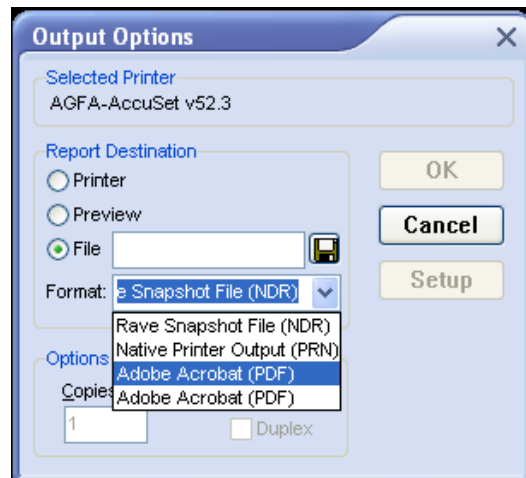 Output Options
Selected Printer
AGFA-AccuSet v52.3
Report Destination
Printer
Preview
File
Format: e Snapshot File (NDR)
Rave Snapshot File (NDR)
Native Printer Output (PRN)
Adobe Acrobat (PDF)
Adobe Acrobat (PDF)
Options
Copies
1
Duplex
OK
Cancel
Setup